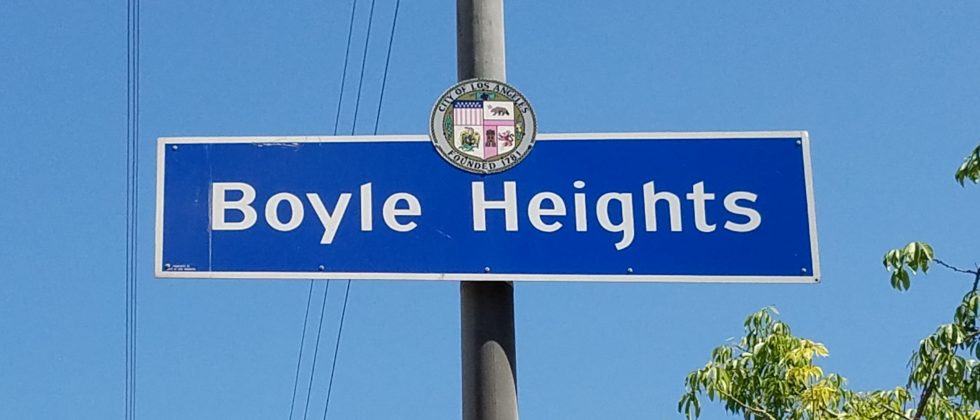 CITY OF LOS ANGELES
FOUNDED 1781
Boyle Heights